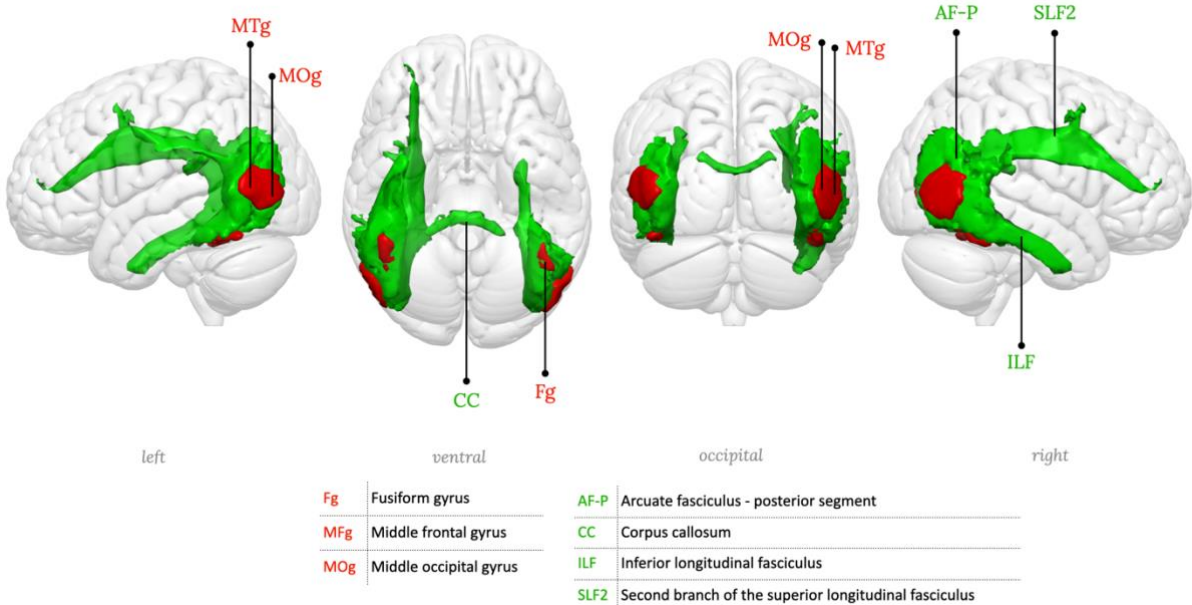 MTg
MOg
MOg
MTg
AF-P
SLF2
CC
Fg
ILF
left
ventral
occipital
right
Fg Fusiform gyrus
MFg Middle frontal gyrus
MOg Middle occipital gyrus
AF-P Arcuate fasciculus - posterior segment
CC Corpus callosum
ILF Inferior longitudinal fasciculus
SLF2 Second branch of the superior longitudinal fasciculus